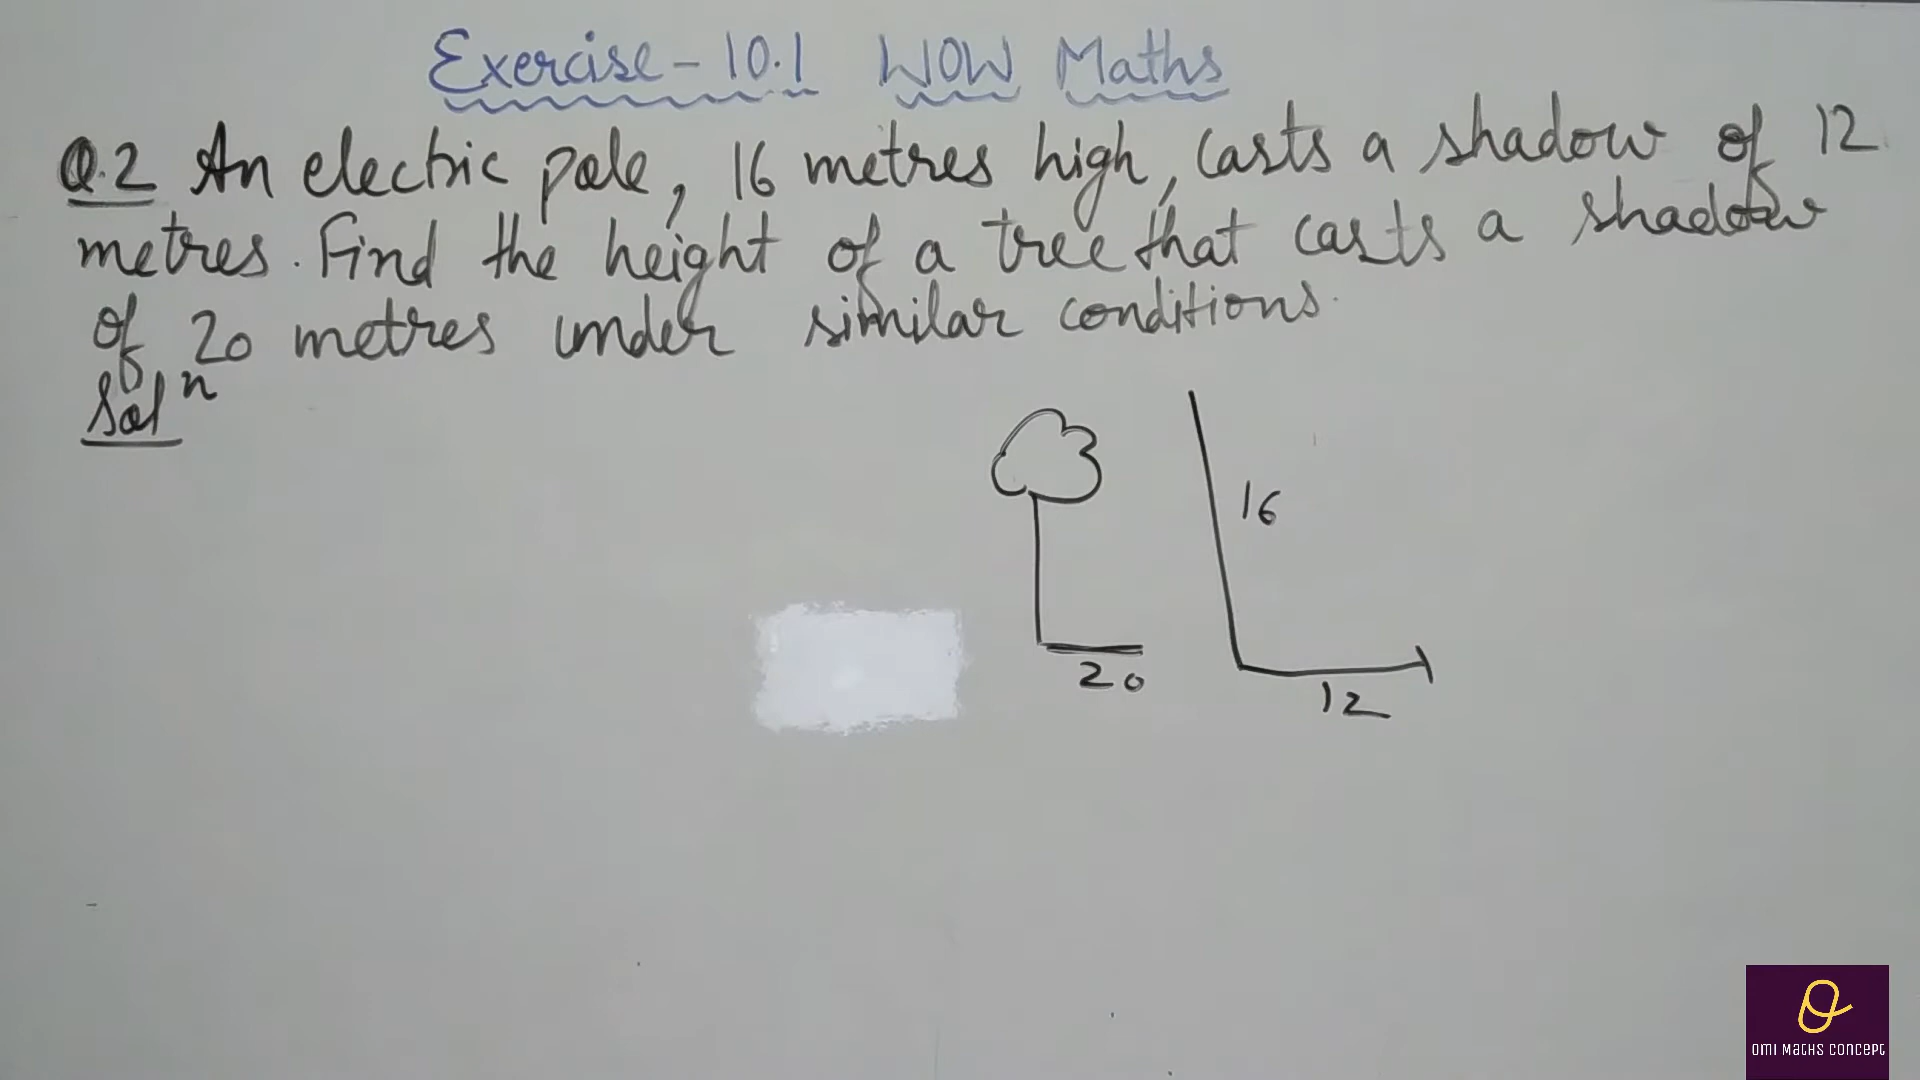 Exercise - 10.1 WOW Maths
Q.2 An electric pole, 16 metres high, casts a shadow of 12
metres. Find the height of a tree that casts a shadow
of 20 metres under similar conditions.
Solⁿ
16
20
12
OMI MATHS CONCEPT